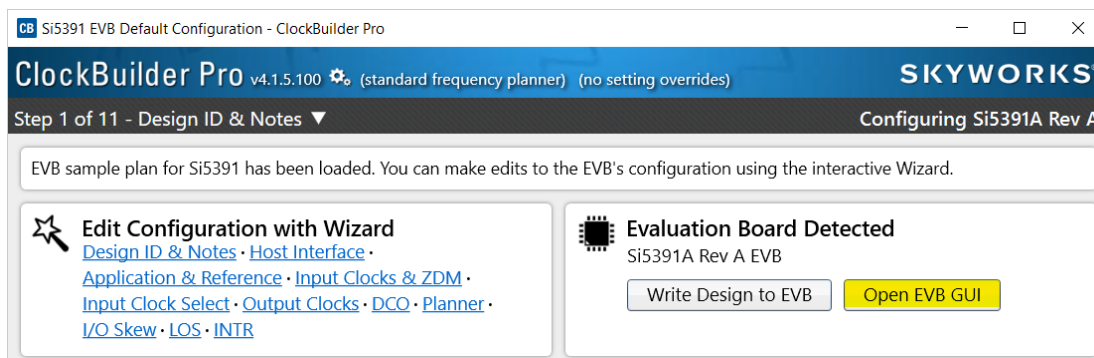 CB Si5391 EVB Default Configuration - ClockBuilder Pro
ClockBuilder Pro v4.1.5.100 (standard frequency planner) (no setting overrides) SKYWORKS
Step 1 of 11 - Design ID & Notes ▼ Configuring Si5391A Rev A
EVB sample plan for Si5391 has been loaded. You can make edits to the EVB's configuration using the interactive Wizard.
Edit Configuration with Wizard
Design ID & Notes · Host Interface ·
Application & Reference · Input Clocks & ZDM ·
Input Clock Select · Output Clocks · DCO · Planner ·
I/O Skew · LOS · INTR
Evaluation Board Detected
Si5391A Rev A EVB
Write Design to EVB Open EVB GUI